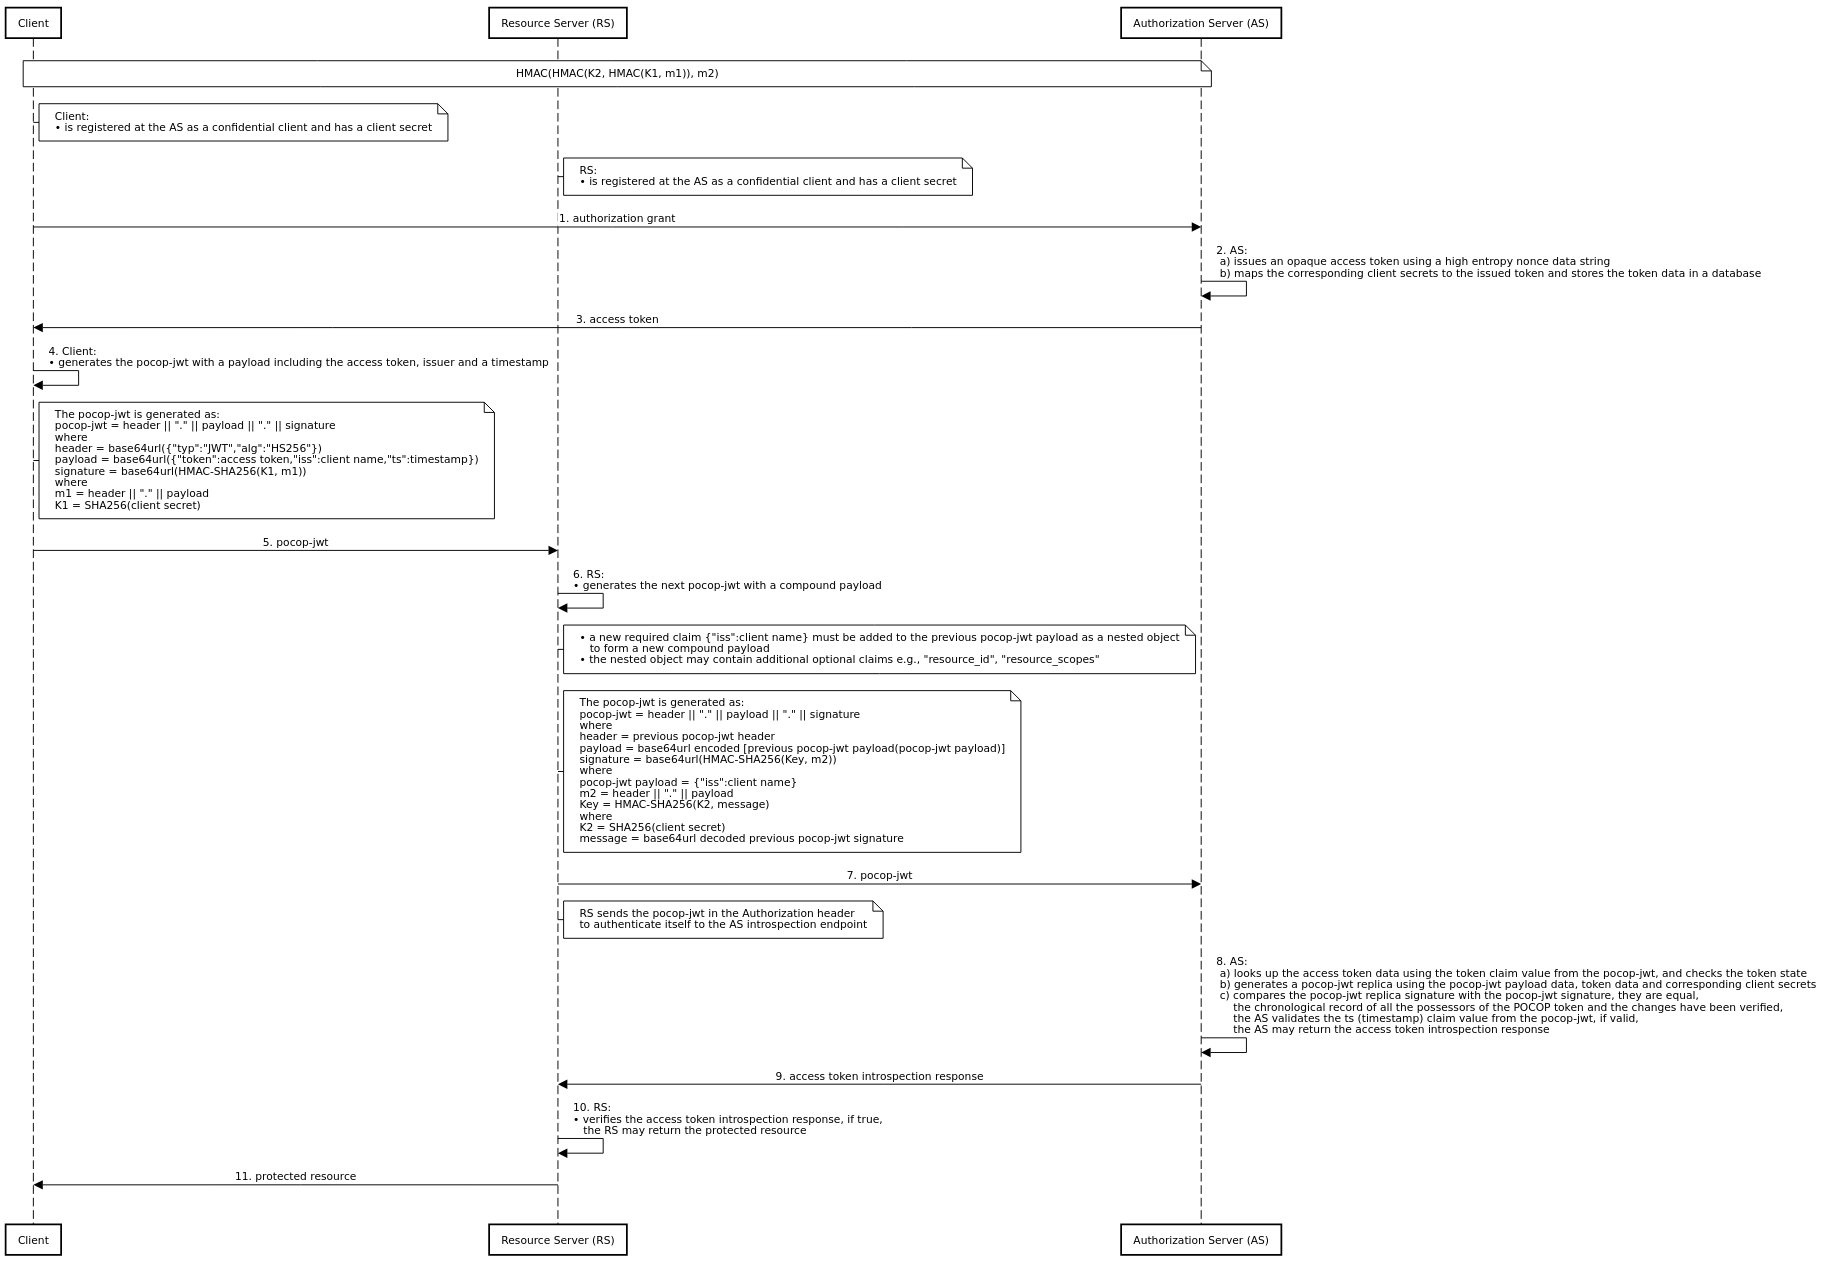 Client
Resource Server (RS)
Authorization Server (AS)
HMAC(HMAC(K2, HMAC(K1, m1)), m2)
Client:
• is registered at the AS as a confidential client and has a client secret
RS:
• is registered at the AS as a confidential client and has a client secret
1. authorization grant
2. AS:
a) issues an opaque access token using a high entropy nonce data string
b) maps the corresponding client secrets to the issued token and stores the token data in a database
3. access token
4. Client:
• generates the pocop-jwt with a payload including the access token, issuer and a timestamp
The pocop-jwt is generated as:
pocop-jwt = header || "." || payload || "." || signature
where
header = base64url({"typ":"JWT","alg":"HS256"})
payload = base64url({"token":access token,"iss":client name,"ts":timestamp})
signature = base64url(HMAC-SHA256(K1, m1))
where
m1 = header || "." || payload
K1 = SHA256(client secret)
5. pocop-jwt
6. RS:
• generates the next pocop-jwt with a compound payload
• a new required claim {"iss":client name} must be added to the previous pocop-jwt payload as a nested object
to form a new compound payload
• the nested object may contain additional optional claims e.g., "resource_id", "resource_scopes"
The pocop-jwt is generated as:
pocop-jwt = header || "." || payload || "." || signature
where
header = previous pocop-jwt header
payload = base64url encoded [previous pocop-jwt payload(pocop-jwt payload)]
signature = base64url(HMAC-SHA256(Key, m2))
where
pocop-jwt payload = {"iss":client name}
m2 = header || "." || payload
Key = HMAC-SHA256(K2, message)
where
K2 = SHA256(client secret)
message = base64url decoded previous pocop-jwt signature
7. pocop-jwt
RS sends the pocop-jwt in the Authorization header
to authenticate itself to the AS introspection endpoint
8. AS:
a) looks up the access token data using the token claim value from the pocop-jwt, and checks the token state
b) generates a pocop-jwt replica using the pocop-jwt payload data, token data and corresponding client secrets
c) compares the pocop-jwt replica signature with the pocop-jwt signature, they are equal,
the chronological record of all the possessors of the POCOP token and the changes have been verified,
the AS validates the ts (timestamp) claim value from the pocop-jwt, if valid,
the AS may return the access token introspection response
9. access token introspection response
10. RS:
• verifies the access token introspection response, if true,
the RS may return the protected resource
11. protected resource
Client
Resource Server (RS)
Authorization Server (AS)